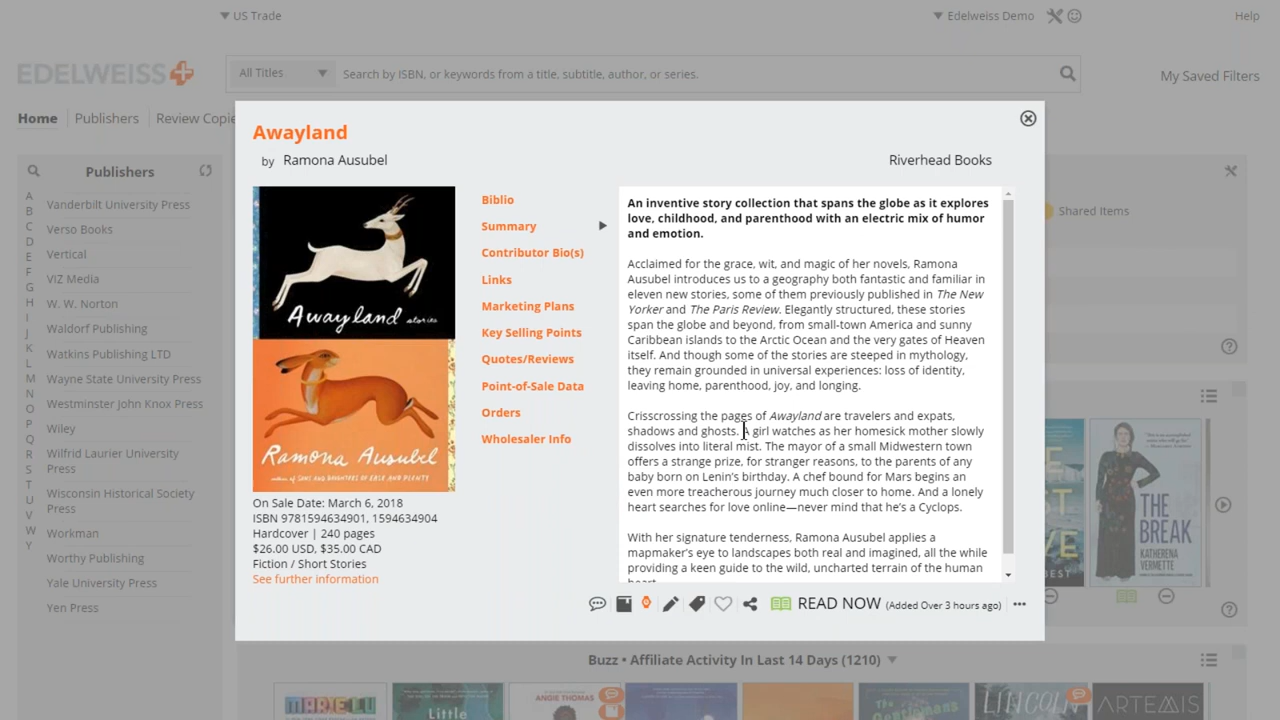 US Trade
Edelweiss Demo
Help
EDELWEISS
All Titles
Search by ISBN, or keywords from a title, subtitle, author, or series.
My Saved Filters
Home
Publishers
Review Copie
Publishers
A
B
C
D
E
F
G
H
I
J
K
L
M
N
O
P
Q
R
S
T
U
V
W
Y
Vanderbilt University Press
Verso Books
Vertical
VIZ Media
W. W. Norton
Waldorf Publishing
Watkins Publishing LTD
Wayne State University Press
Westminster John Knox Press
Wiley
Wilfrid Laurier University
Press
Wisconsin Historical Society
Press
Workman
Worthy Publishing
Yale University Press
Yen Press
Awayland
by Ramona Ausubel
Riverhead Books
Awayland stories
Ramona Ausubel
author of SONS AND DAUGHTERS OF EASE AND PLENTY
On Sale Date: March 6, 2018
ISBN 9781594634901, 1594634904
Hardcover | 240 pages
$26.00 USD, $35.00 CAD
Fiction / Short Stories
See further information
Biblio
Summary
Contributor Bio(s)
Links
Marketing Plans
Key Selling Points
Quotes/Reviews
Point-of-Sale Data
Orders
Wholesaler Info
An inventive story collection that spans the globe as it explores
love, childhood, and parenthood with an electric mix of humor
and emotion.
Acclaimed for the grace, wit, and magic of her novels, Ramona
Ausubel introduces us to a geography both fantastic and familiar in
eleven new stories, some of them previously published in The New
Yorker and The Paris Review. Elegantly structured, these stories
span the globe and beyond, from small-town America and sunny
Caribbean islands to the Arctic Ocean and the very gates of Heaven
itself. And though some of the stories are steeped in mythology,
they remain grounded in universal experiences: loss of identity,
leaving home, parenthood, joy, and longing.
Crisscrossing the pages of Awayland are travelers and expats,
shadows and ghosts. A girl watches as her homesick mother slowly
dissolves into literal mist. The mayor of a small Midwestern town
offers a strange prize, for stranger reasons, to the parents of any
baby born on Lenin's birthday. A chef bound for Mars begins an
even more treacherous journey much closer to home. And a lonely
heart searches for love online—never mind that he's a Cyclops.
With her signature tenderness, Ramona Ausubel applies a
mapmaker's eye to landscapes both real and imagined, all the while
providing a keen guide to the wild, uncharted terrain of the human
heart.
READ NOW (Added Over 3 hours ago)
Shared Items
THE
BREAK
KATHERENA
VERMETTE
Buzz • Affiliate Activity In Last 14 Days (1210)
MARIE LU
Little
ANGIE THOMAS
The
LINCOLN
ARTEMIS